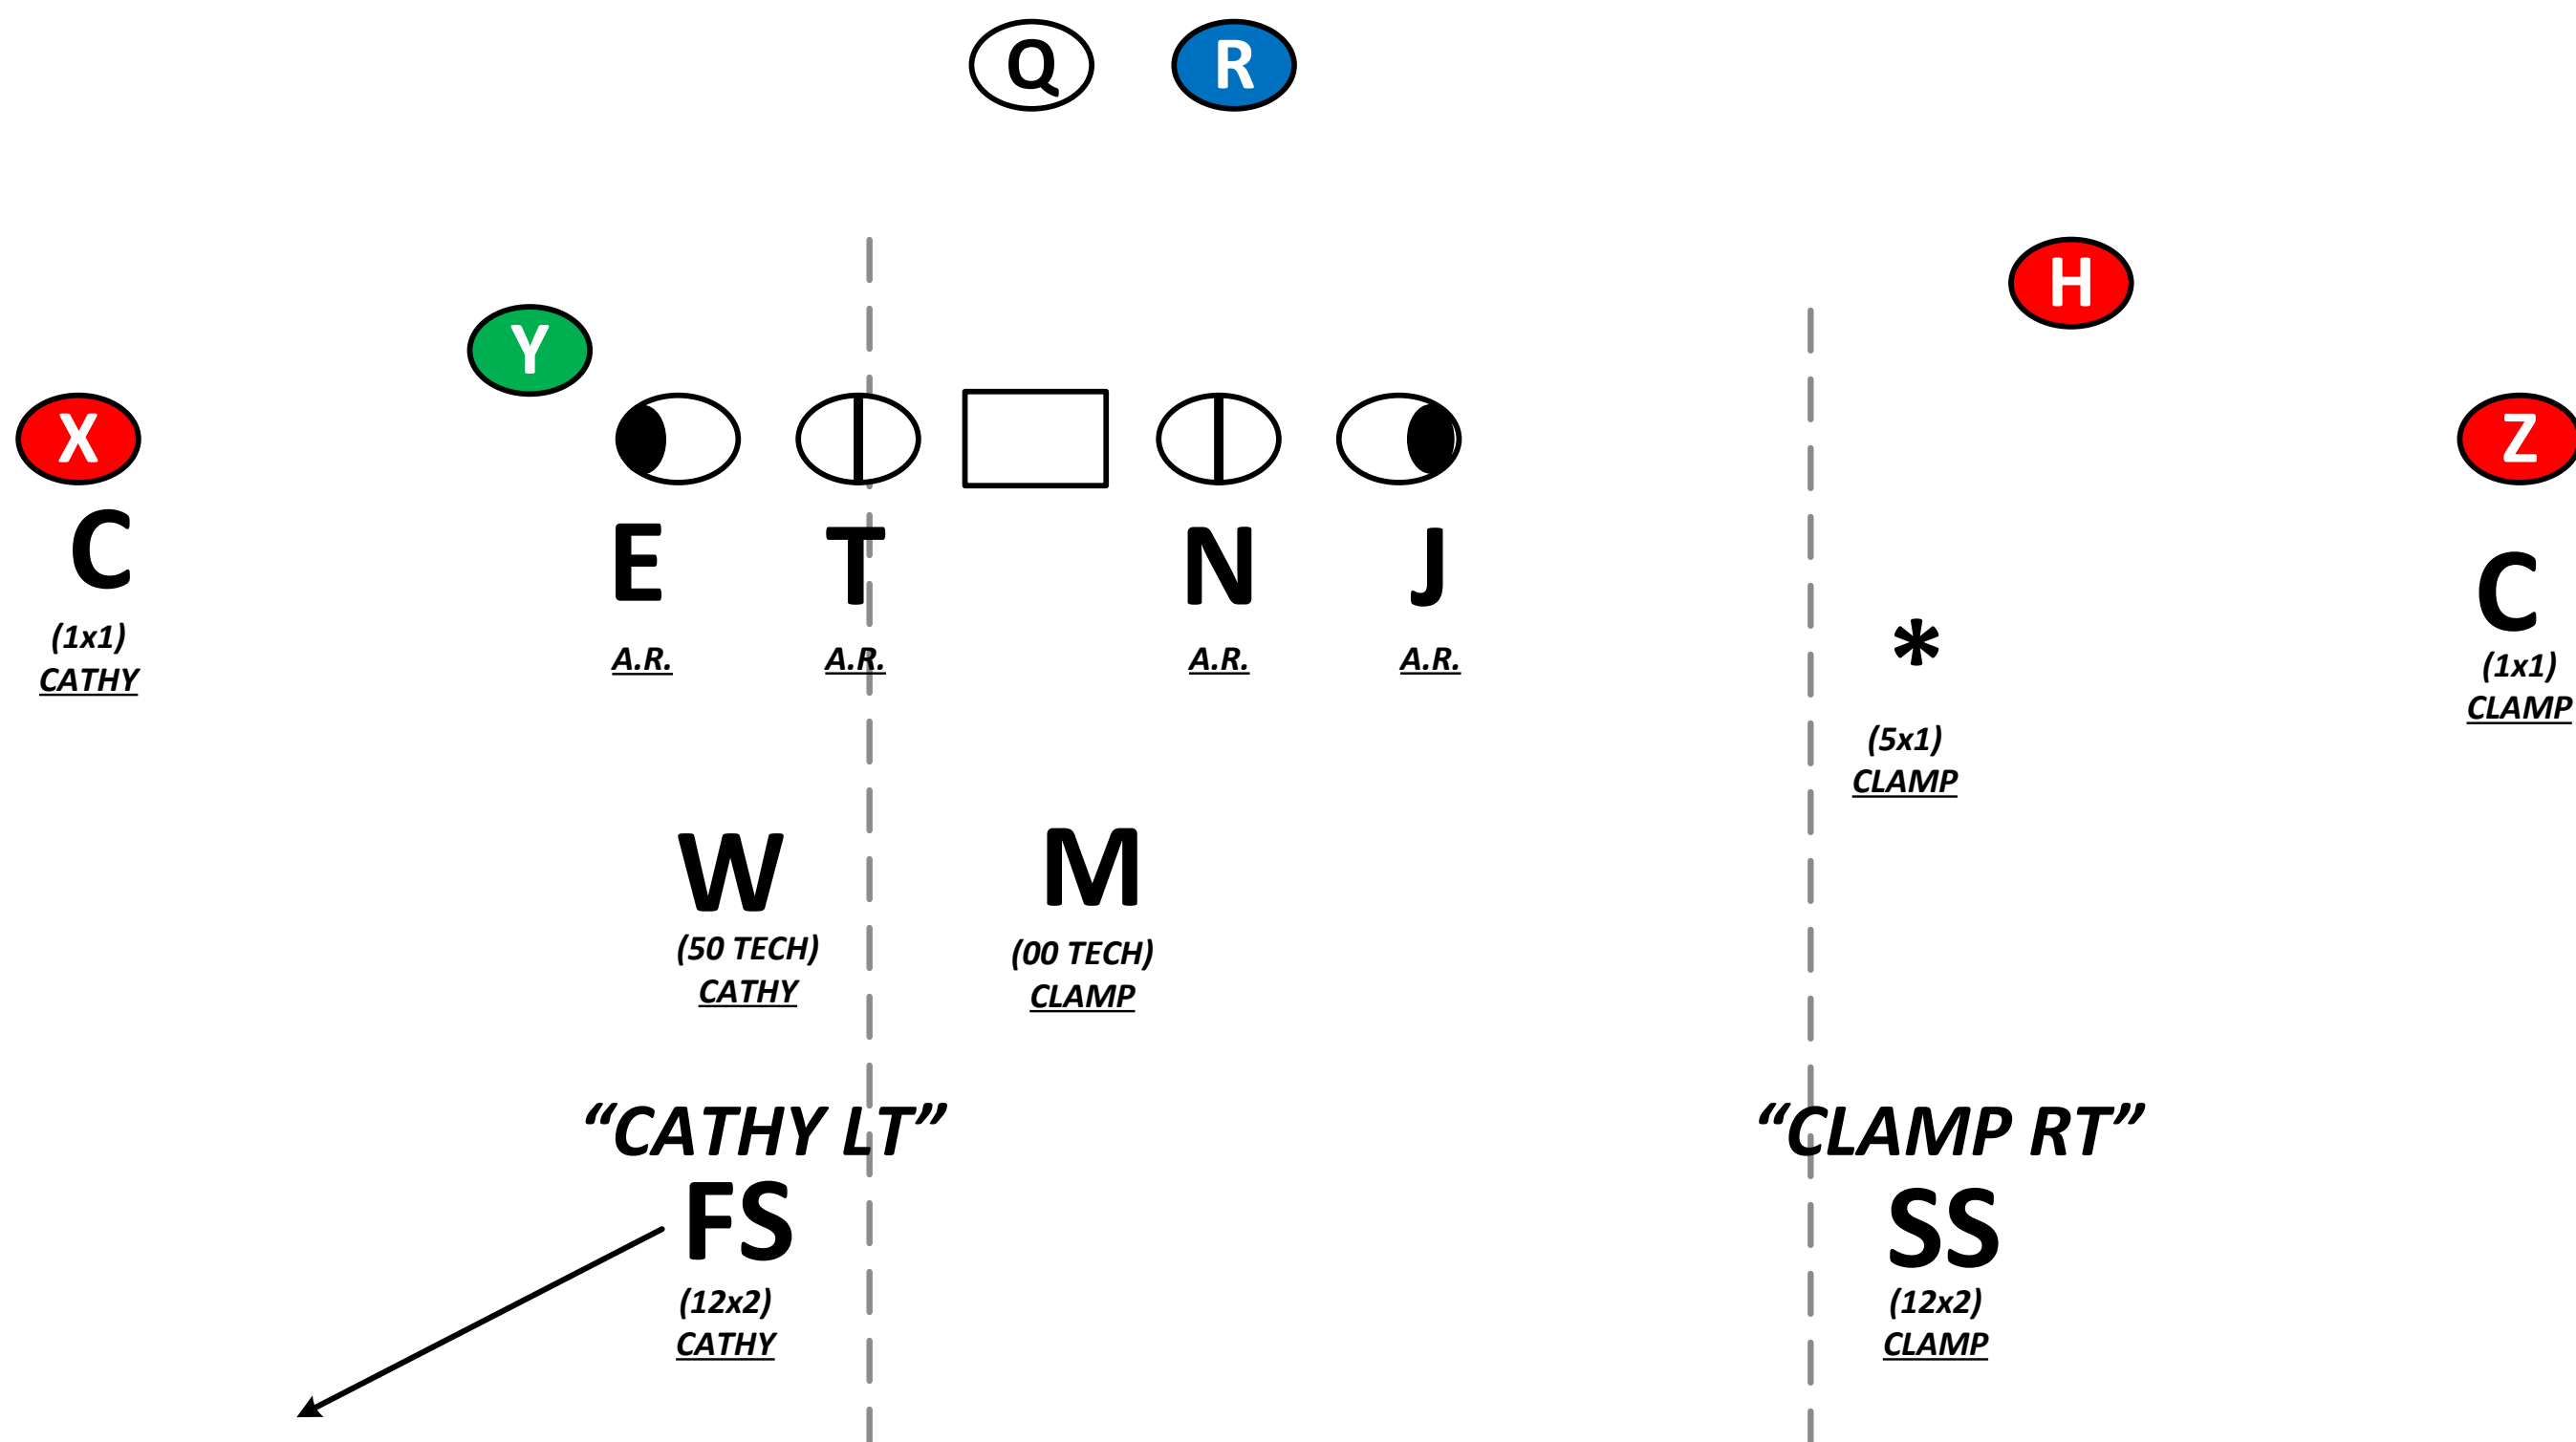 Q R
H
Y
X Z
C E T N J C
(1x1) A.R. A.R. A.R. A.R. * (1x1)
CATHY CLAMP
(5x1)
CLAMP
W M
(50 TECH) (00 TECH)
CATHY CLAMP
“CATHY LT” “CLAMP RT”
FS SS
(12x2) (12x2)
CATHY CLAMP